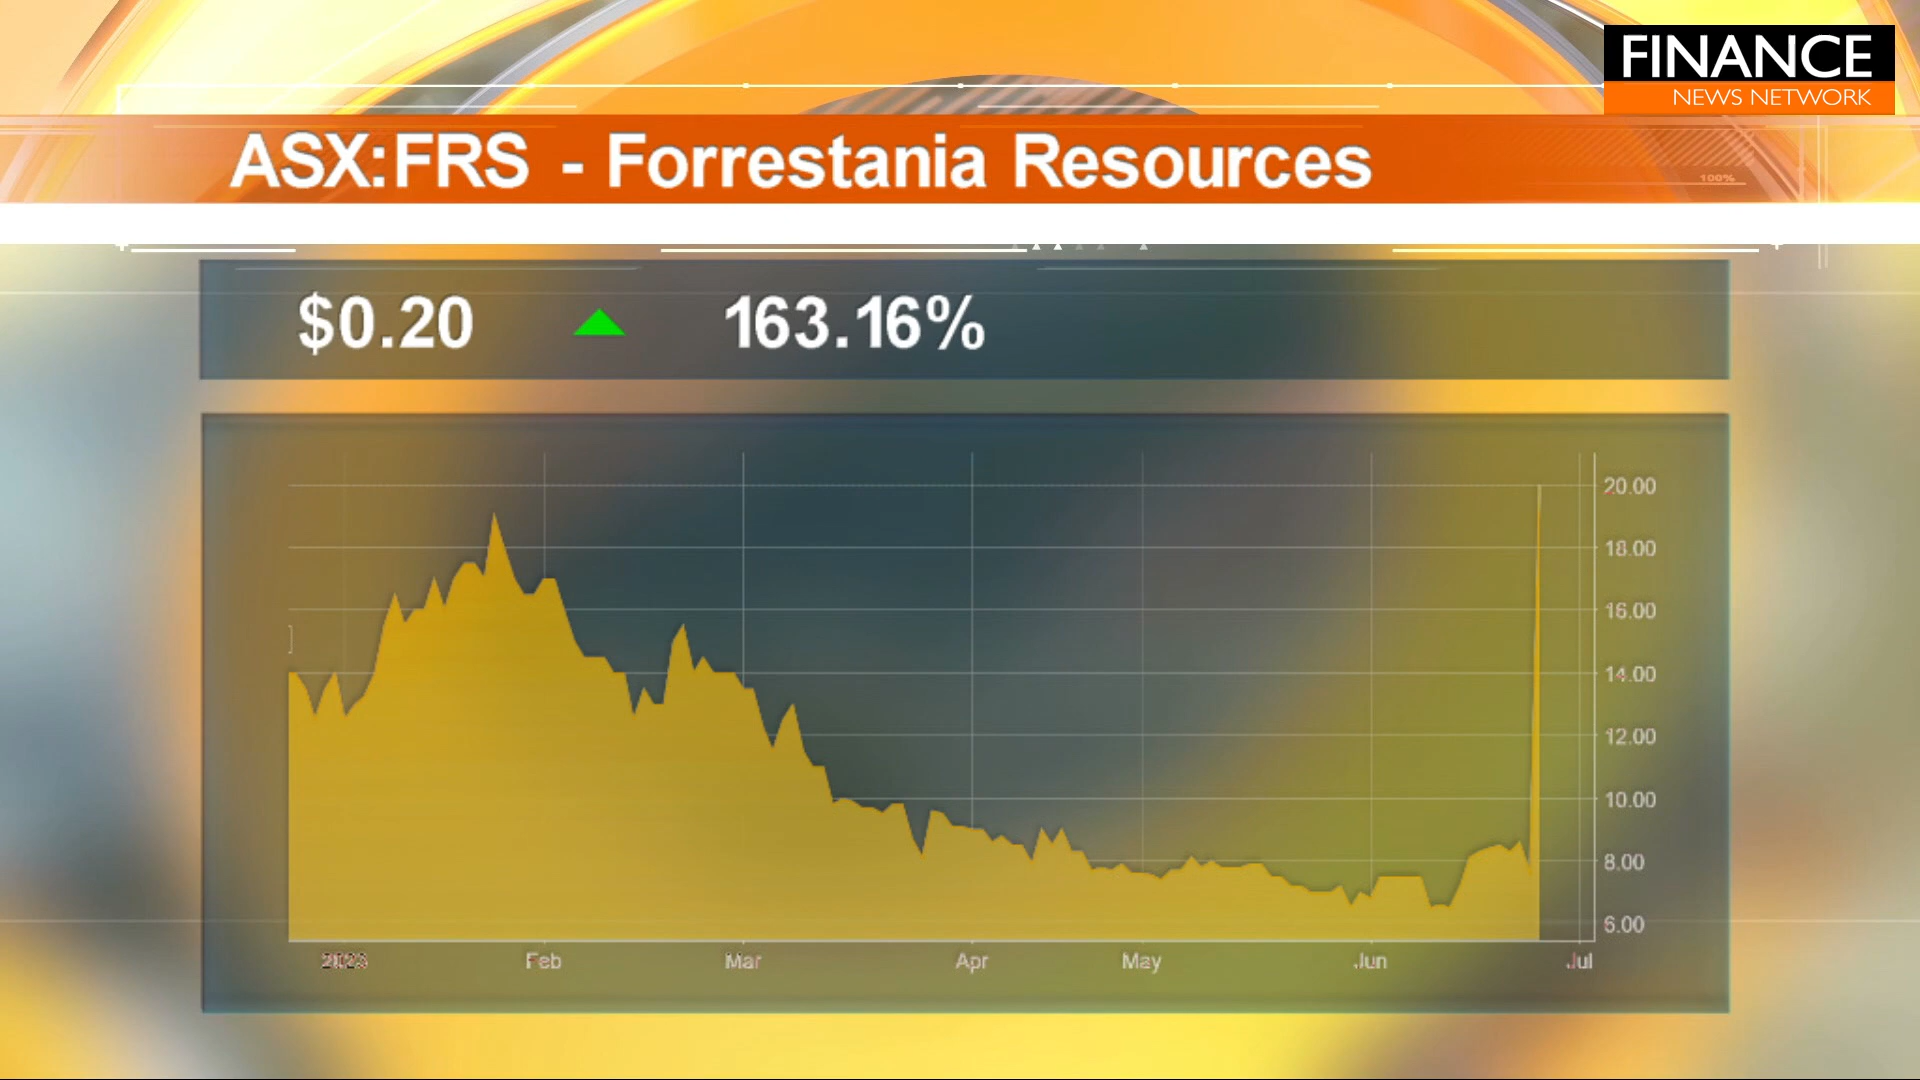 FINANCE
NEWS NETWORK
ASX:FRS - Forrestania Resources
100%
$0.20 163.16%
20.00
18.00
16.00
14.00
12.00
10.00
8.00
6.00
2023 Feb Mar Apr May Jun Jul